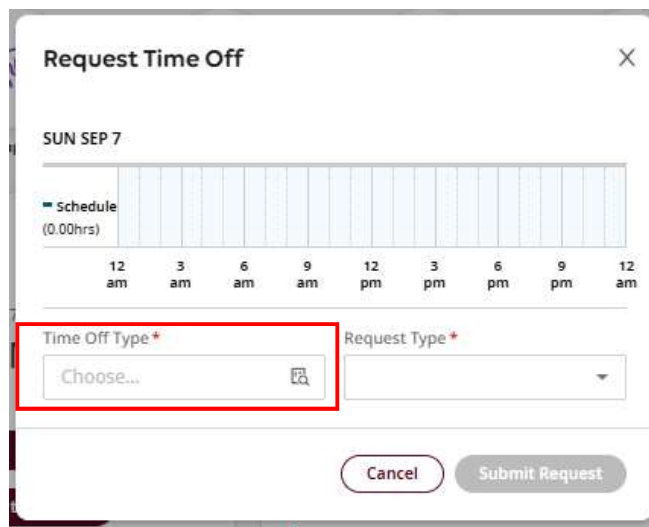 Request Time Off
SUN SEP 7
Schedule
(0.00hrs)
12 am 3 am 6 am 9 am 12 pm 3 pm 6 pm 9 pm 12 am
Time Off Type* Request Type*
Choose...
Cancel Submit Request